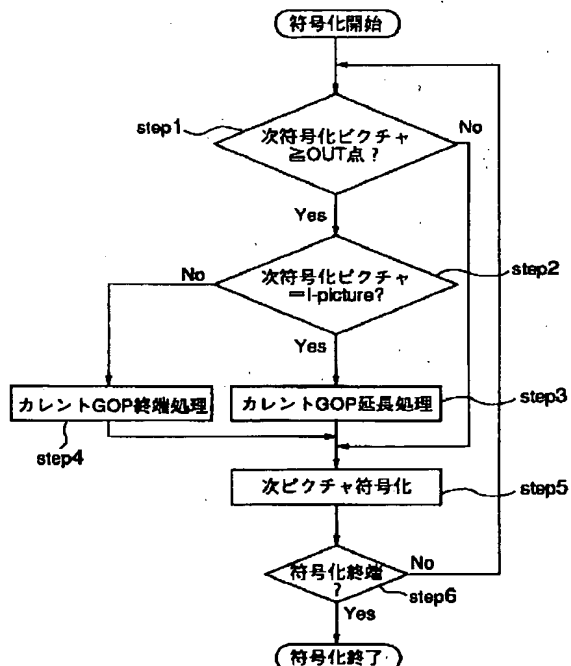 符号化開始
step1
次符号化ピクチャ
≧OUT点？
No
Yes
No
次符号化ピクチャ
=I-picture?
step2
Yes
カレントGOP終端処理
カレントGOP延長処理
step3
step4
次ピクチャ符号化
step5
符号化終端
？
No
step6
Yes
符号化終了